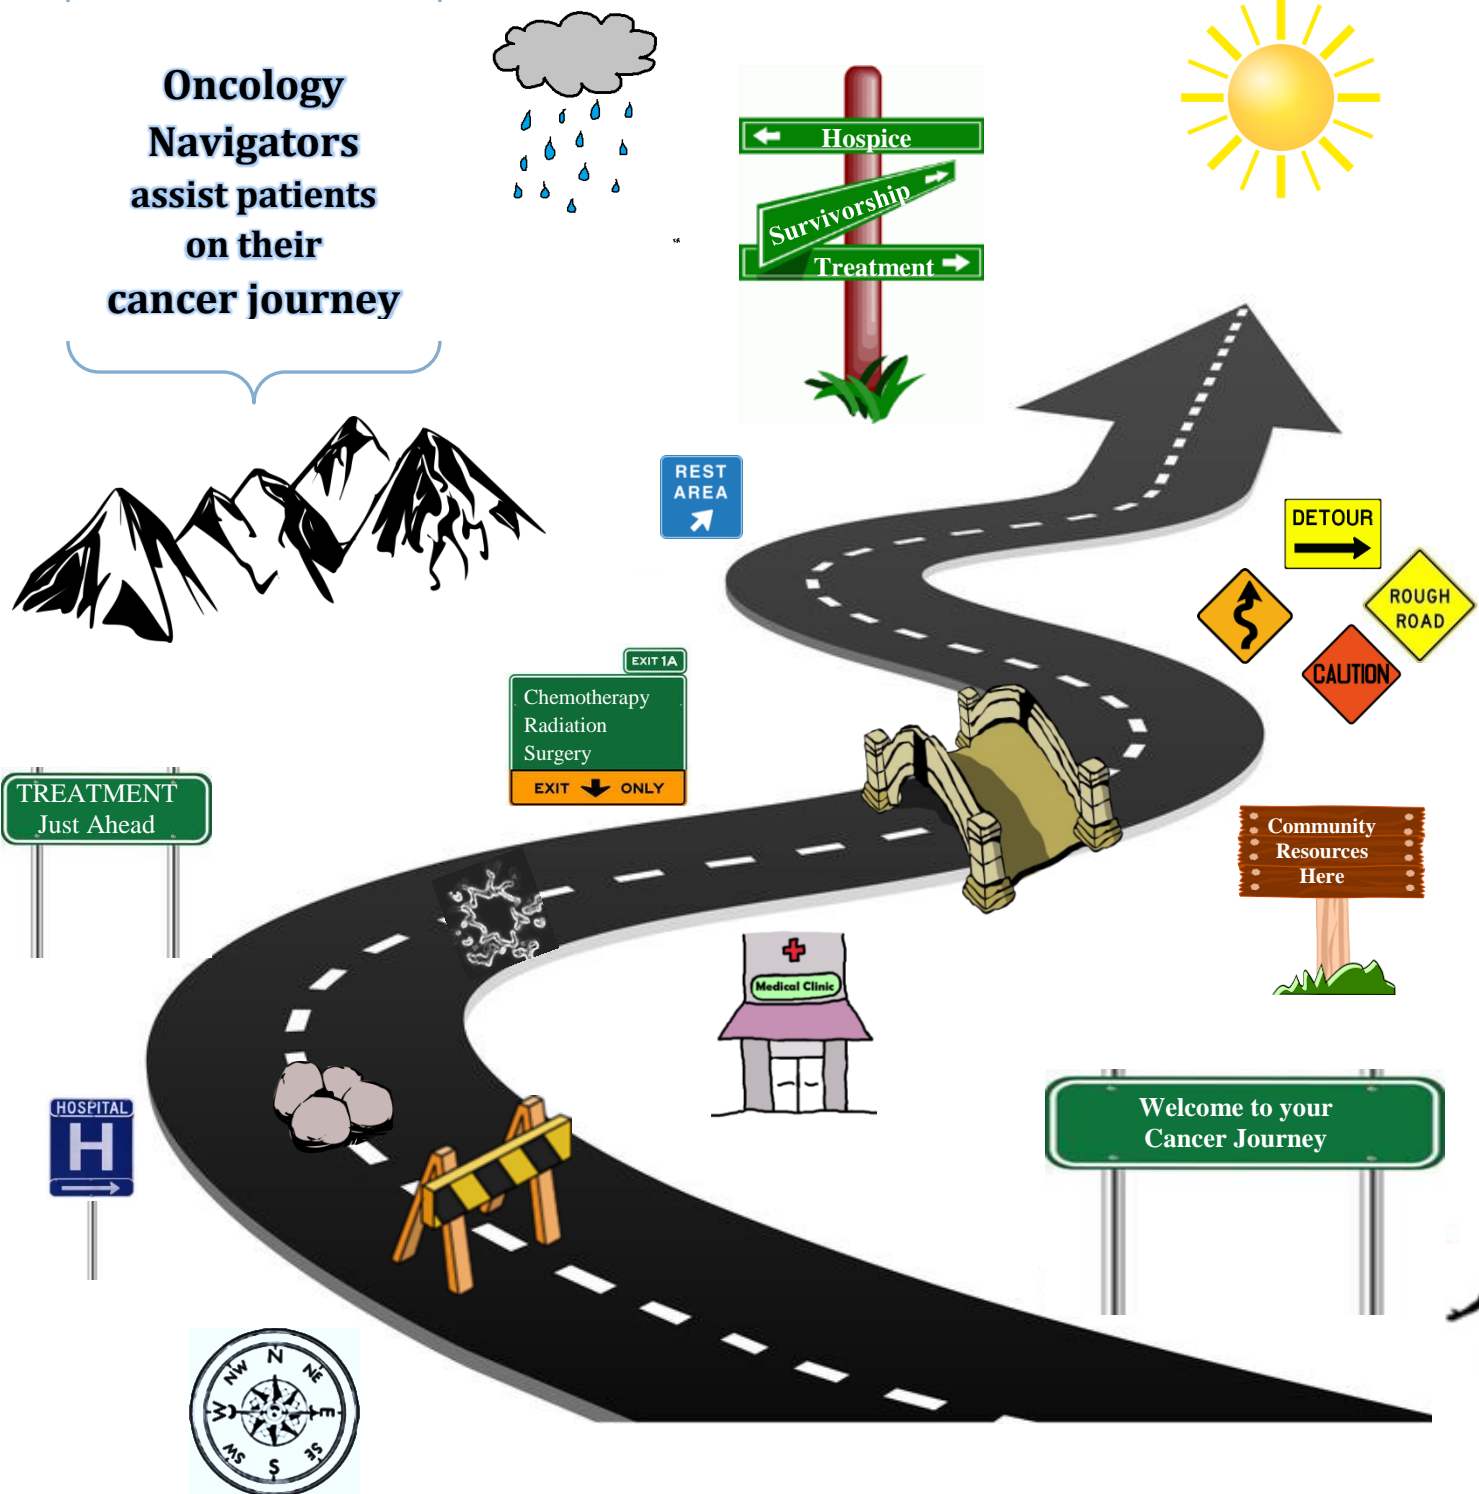 Oncology
Navigators
assist patients
on their
cancer journey
Hospice
Survivorship
Treatment
REST
AREA
DETOUR
ROUGH
ROAD
CAUTION
EXIT 1A
Chemotherapy
Radiation
Surgery
EXIT ONLY
TREATMENT
Just Ahead
Community
Resources
Here
Medical Clinic
Welcome to your
Cancer Journey
HOSPITAL
H
N
NW
NE
W
E
SW
SE
S